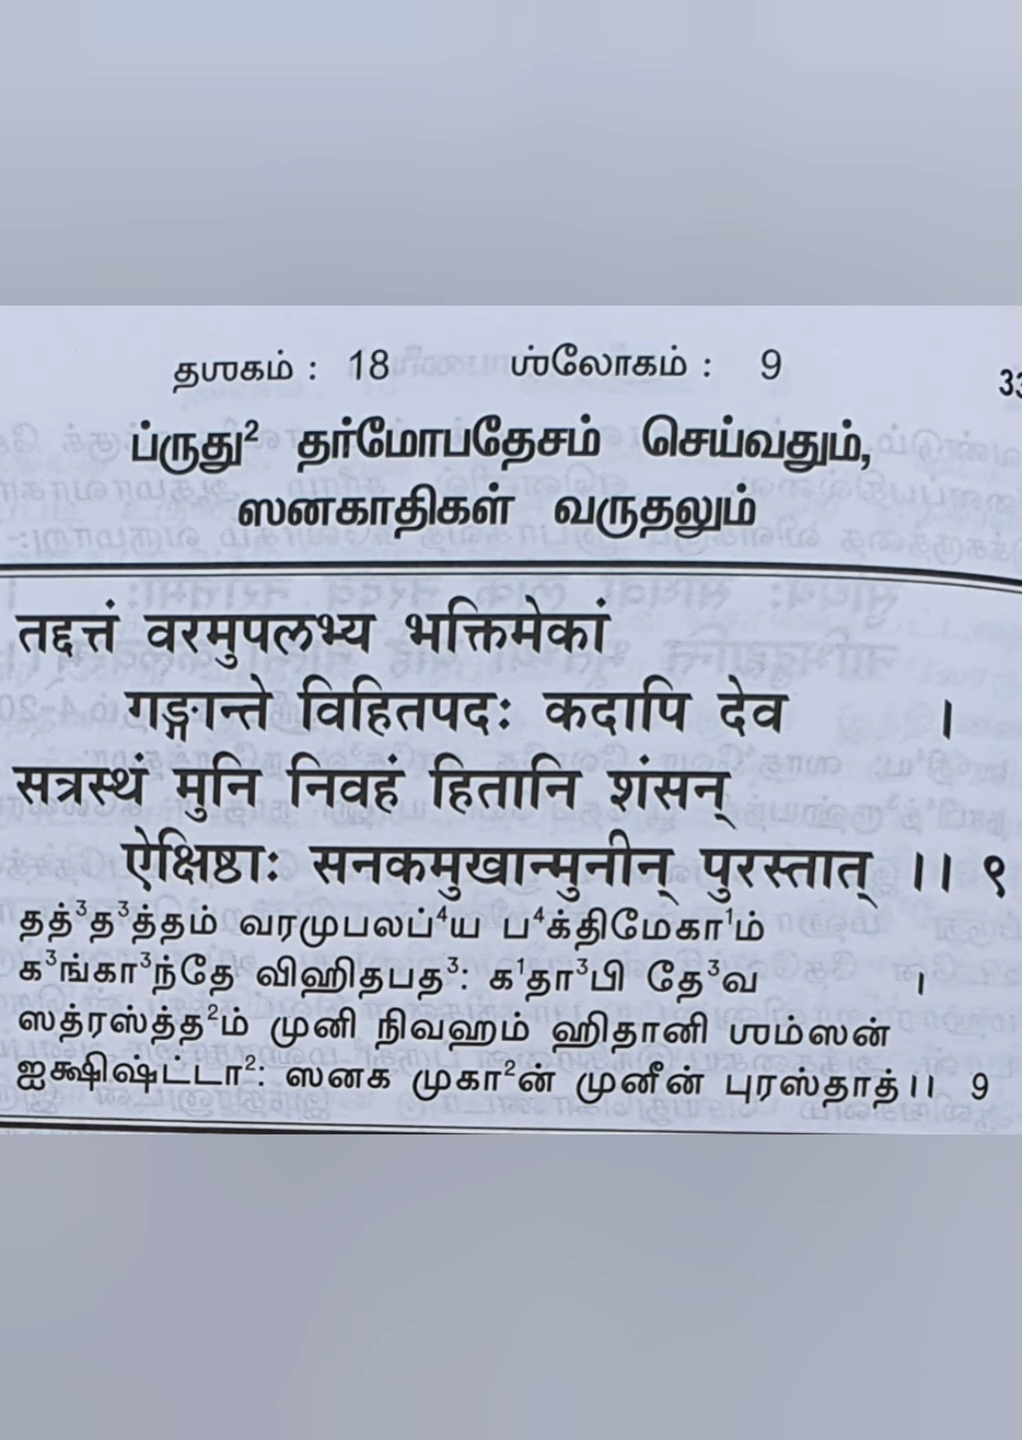 தஶகம் : 18 ஶ்லோகம் : 9
ப்ருது² தர்மோபதேசம் செய்வதும்,
ஸனகாதிகள் வருதலும்
तद्दत्तं वरमुपलभ्य भक्तिमेकां
गङ्गान्ते विहितपदः कदापि देव ।
सत्रस्थं मुनि निवहं हितानि शंसन्
ऐक्षिष्ठाः सनकमुखान्मुनीन् पुरस्तात् ।। ९
தத்³த³த்தம் வரமுபலப்⁴ய ப⁴க்திமேகா¹ம்
க³ங்கா³ந்தே விஹிதபத³: க¹தா³பி தே³வ ।
ஸத்ரஸ்த்த²ம் முனி நிவஹம் ஹிதானி ஶம்ஸன்
ஐக்ஷிஷ்ட்டா²: ஸனக முகா²ன் முனீன் புரஸ்தாத்।। 9